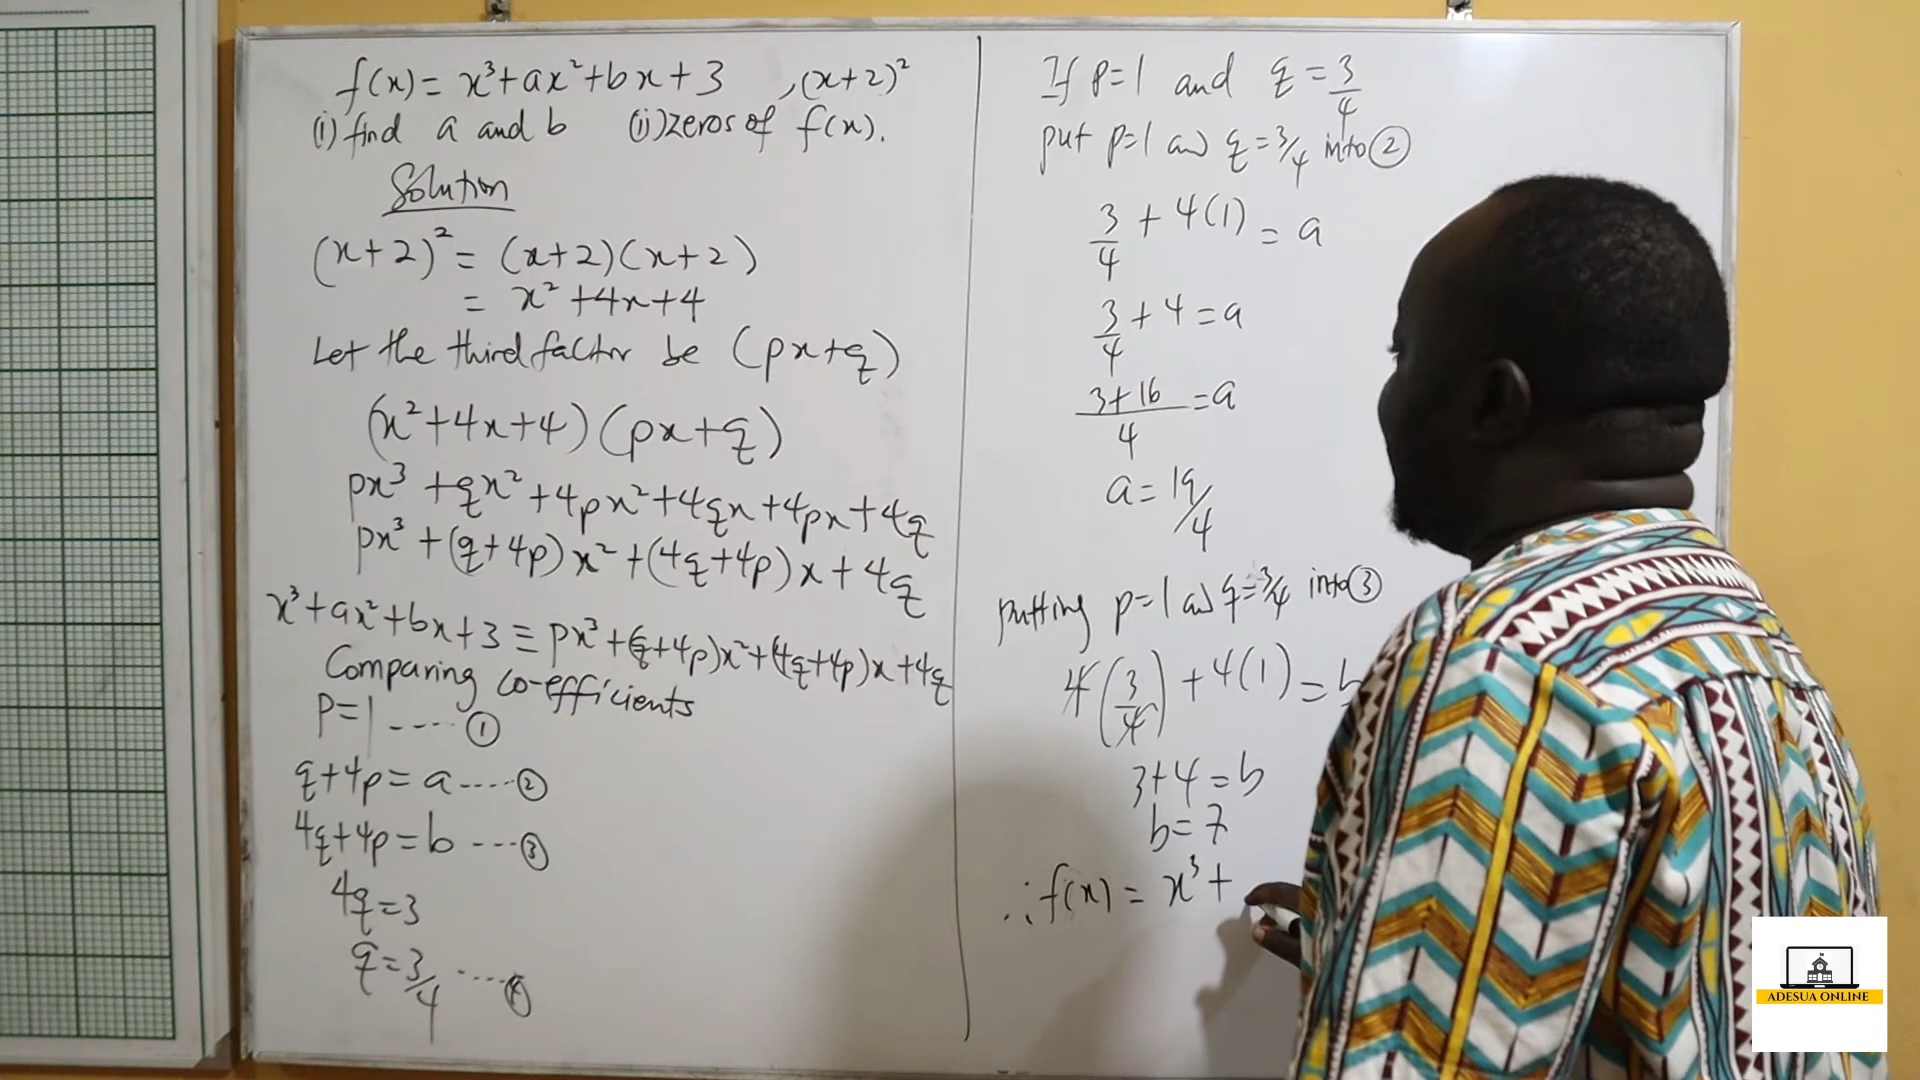 f(x) = x³+ax²+bx+3 , (x+2)²
(i) find a and b (ii) zeros of f(x).
Solution
(x+2)² = (x+2)(x+2)
= x²+4x+4
Let the third factor be (px+q)
(x²+4x+4)(px+q)
px³+qx²+4px²+4qx+4px+4q
px³+(q+4p)x²+(4q+4p)x+4q
x³+ax²+bx+3 ≡ px³+(q+4p)x²+(4q+4p)x+4q
Comparing co-efficients
P=1 ---- ①
q+4p=a ---- ②
4q+4p=b --- ③
4q=3
q=3/4 ----
If p=1 and q=3/4
put p=1 and q=3/4 into ②
3/4 + 4(1) = a
3/4 + 4 = a
3+16/4 = a
a = 19/4
putting p=1 and q=3/4 into ③
4(3/4) + 4(1) = b
3+4=b
b=7
∴ f(x) = x³+
ADESUA ONLINE